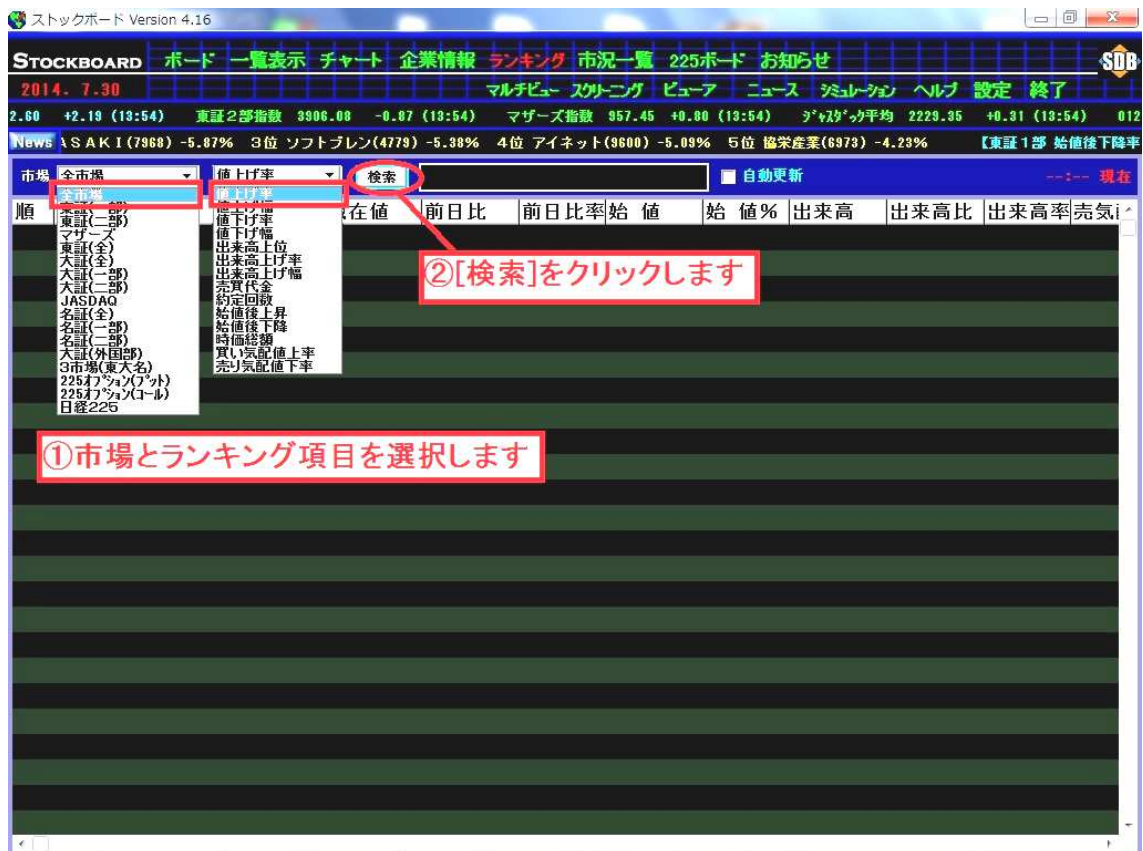 ストックボード Version 4.16
STOCKBOARD ボード 一覧表示 チャート 企業情報 ランキング 市況一覧 225ボード お知らせ SDB
2014. 7.30 マルチビュー スクリーニング ビューア ニュース シミュレーション ヘルプ 設定 終了
2.60 +2.19 (13:54) 東証2部指数 3906.08 -0.87 (13:54) マザーズ指数 957.45 +0.80 (13:54) ジャスダック平均 2229.35 +0.31 (13:54) 012
News ASAKI(7968) -5.87% 3位 ソフトブレン(4779) -5.38% 4位 アイネット(9600) -5.09% 5位 協栄産業(6973) -4.23% 【東証1部 始値後下降率
市場 全市場 値上げ率 検索 自動更新 --:-- 現在
順 在値 前日比 前日比率 始 値 始 値% 出来高 出来高比 出来高率 売気
全市場
東証(一部)
東証(二部)
マザーズ
東証(全)
大証(全)
大証(一部)
大証(二部)
JASDAQ
名証(全)
名証(一部)
名証(二部)
大証(外国部)
3市場(東大名)
225オプション(プット)
225オプション(コール)
日経225
値上げ率
値上げ幅
値下げ率
値下げ幅
出来高上位
出来高上げ率
出来高上げ幅
売買代金
約定回数
始値後上昇
始値後下降
時価総額
買い気配値上率
売り気配値下率
②[検索]をクリックします
①市場とランキング項目を選択します